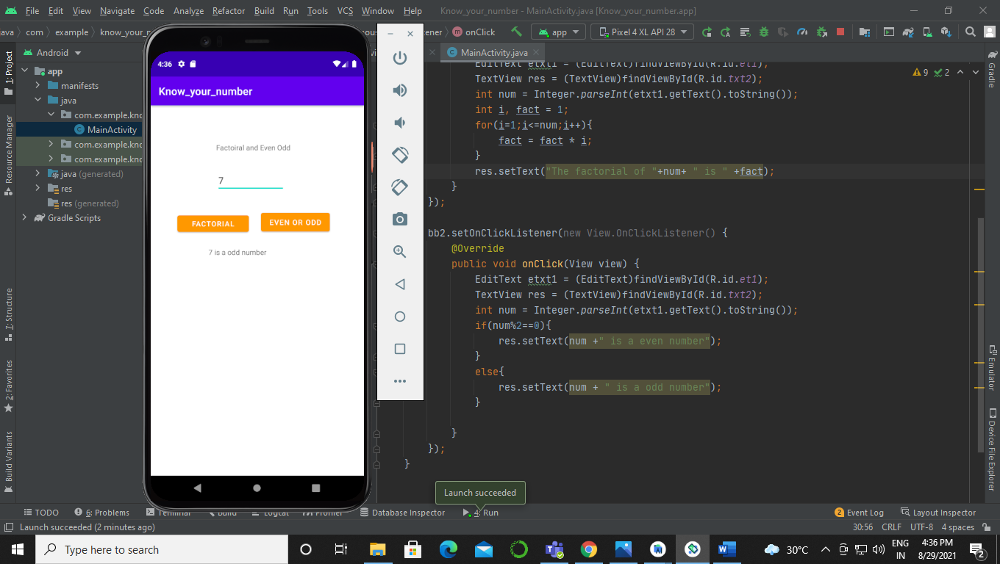 File Edit View Navigate Code Analyze Refactor Build Run Tools VCS Window Help Know_your_number - MainActivity.java [Know_your_number.app]
java com example know_your_ onClick app Pixel 4 XL API 28
Android
MainActivity.java
1: Project
Resource Manager
7: Structure
2: Favorites
Build Variants
app
manifests
java
com.example.kno
MainActivity
com.example.kno
com.example.kno
java (generated)
res
res (generated)
Gradle Scripts
4:36
Know_your_number
Factoiral and Even Odd
7
FACTORIAL EVEN OR ODD
7 is a odd number
EditText etxt1 = (EditText)findViewById(R.id.et1);
TextView res = (TextView)findViewById(R.id.txt2);
int num = Integer.parseInt(etxt1.getText().toString());
int i, fact = 1;
for(i=1;i<=num;i++){
fact = fact * i;
}
res.setText("The factorial of "+num+ " is " +fact);
}
});
bb2.setOnClickListener(new View.OnClickListener() {
@Override
public void onClick(View view) {
EditText etxt1 = (EditText)findViewById(R.id.et1);
TextView res = (TextView)findViewById(R.id.txt2);
int num = Integer.parseInt(etxt1.getText().toString());
if(num%2==0){
res.setText(num +" is a even number");
}
else{
res.setText(num + " is a odd number");
}
}
});
}
9 2
Gradle
Emulator
Device File Explorer
Launch succeeded
TODO 6: Problems Terminal Build Logcat Profiler Database Inspector 4: Run 2 Event Log Layout Inspector
Launch succeeded (2 minutes ago) 30:56 CRLF UTF-8 4 spaces
Type here to search
30°C
ENG
IN
4:36 PM
8/29/2021
2